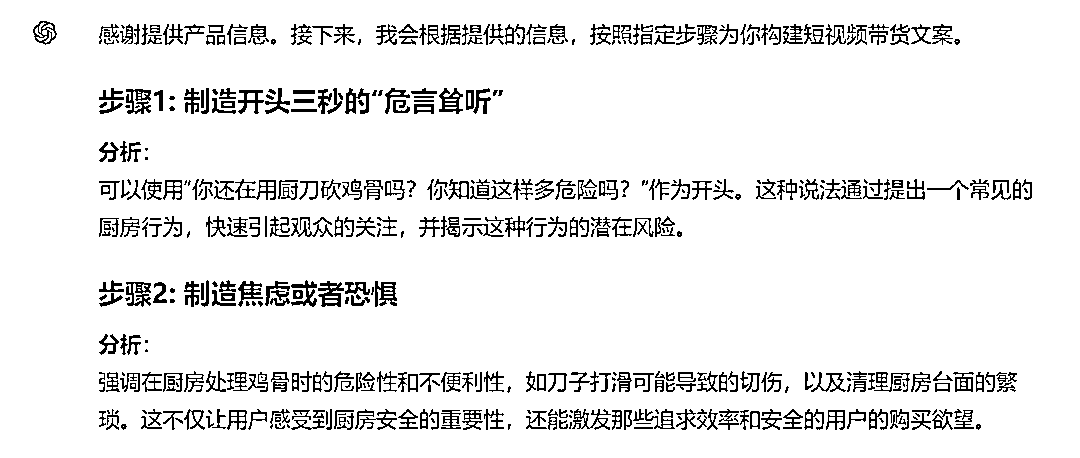 感谢提供产品信息。接下来，我会根据提供的信息，按照指定步骤为你构建短视频带货文案。
步骤1: 制造开头三秒的“危言耸听”
分析：
可以使用“你还在用厨刀砍鸡骨吗？你知道这样多危险吗？”作为开头。这种说法通过提出一个常见的
厨房行为，快速引起观众的关注，并揭示这种行为的潜在风险。
步骤2: 制造焦虑或者恐惧
分析：
强调在厨房处理鸡骨时的危险性和不便利性，如刀子打滑可能导致的切伤，以及清理厨房台面的繁
琐。这不仅让用户感受到厨房安全的重要性，还能激发那些追求效率和安全的用户的购买欲望。